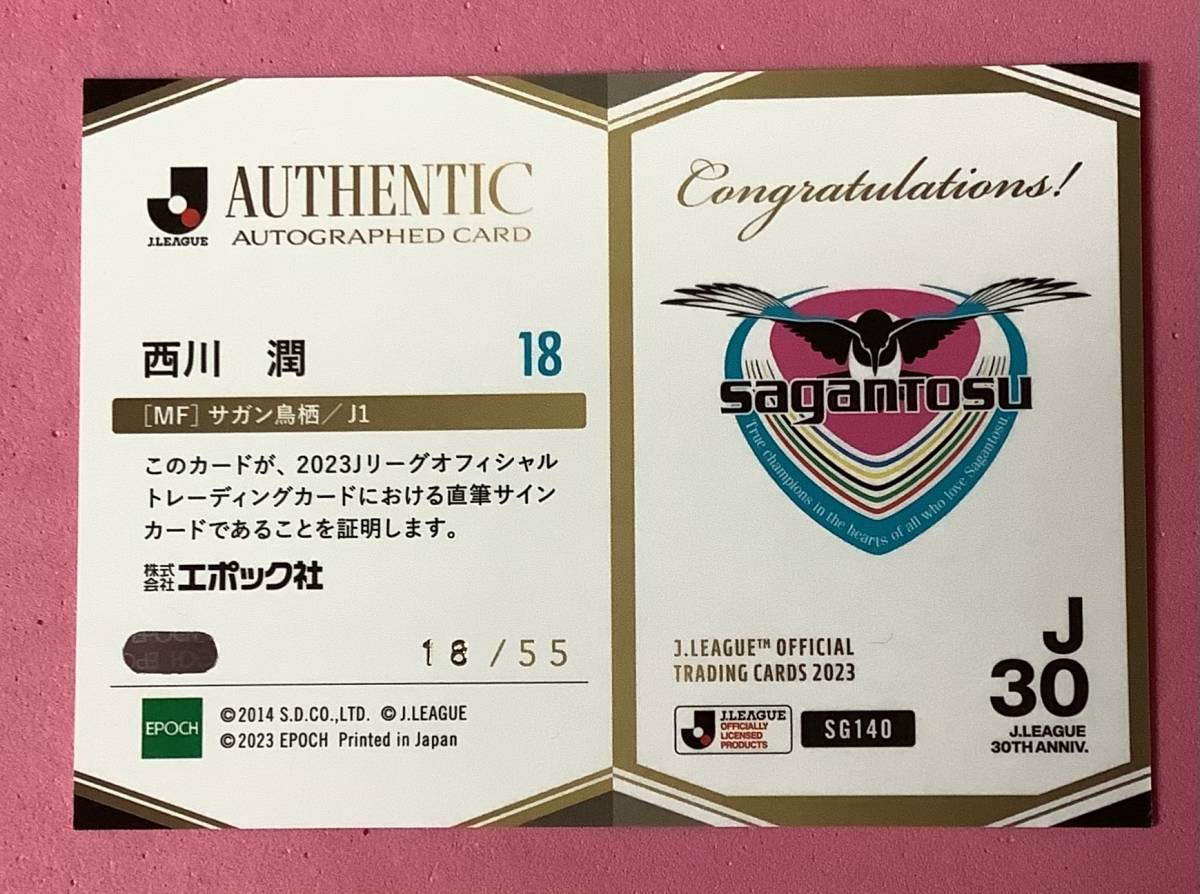 J.LEAGUE
AUTHENTIC
AUTOGRAPHED CARD
西川 潤 18
[MF] サガン鳥栖／J1
このカードが、2023Jリーグオフィシャル
トレーディングカードにおける直筆サイン
カードであることを証明します。
株式会社エポック社
EPOCH
18/55
EPOCH
©2014 S.D.CO.,LTD. ©J.LEAGUE
©2023 EPOCH Printed in Japan
Congratulations!
sagantosu
True champions in the hearts of all who love Sagantosu
J.LEAGUE™ OFFICIAL
TRADING CARDS 2023
J.LEAGUE
OFFICIALLY
LICENSED
PRODUCTS
SG140
J
30
J.LEAGUE
30TH ANNIV.